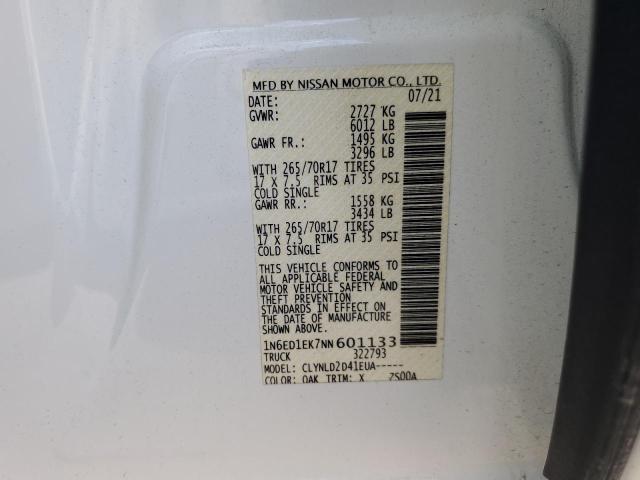 MFD BY NISSAN MOTOR CO., LTD.
DATE: 07/21
GVWR: 2727 KG
6012 LB
GAWR FR.: 1495 KG
3296 LB
WITH 265/70R17 TIRES
17 X 7.5 RIMS AT 35 PSI
COLD SINGLE
GAWR RR.: 1558 KG
3434 LB
WITH 265/70R17 TIRES
17 X 7.5 RIMS AT 35 PSI
COLD SINGLE
THIS VEHICLE CONFORMS TO
ALL APPLICABLE FEDERAL
MOTOR VEHICLE SAFETY AND
THEFT PREVENTION
STANDARDS IN EFFECT ON
THE DATE OF MANUFACTURE
SHOWN ABOVE.
1N6ED1EK7NN601133
TRUCK 322793
MODEL: CLYNLD2D41EUA-----
COLOR: QAK TRIM: X 7S00A